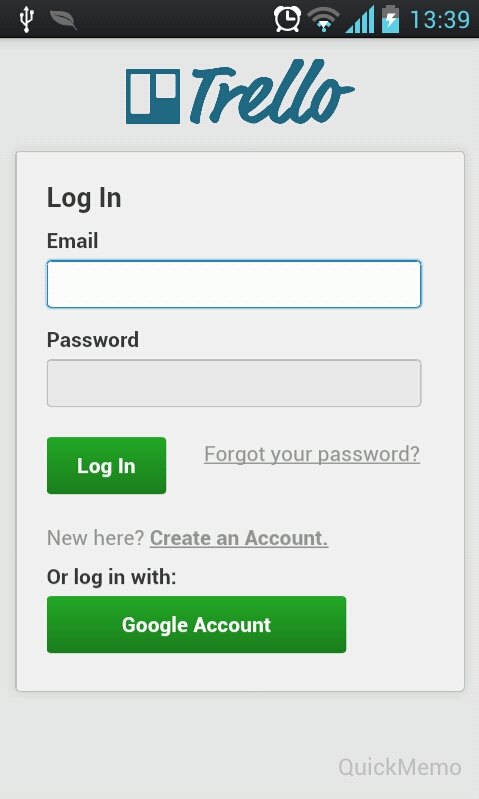 13:39
Trello
Log In
Email
Password
Log In
Forgot your password?
New here? Create an Account.
Or log in with:
Google Account
QuickMemo